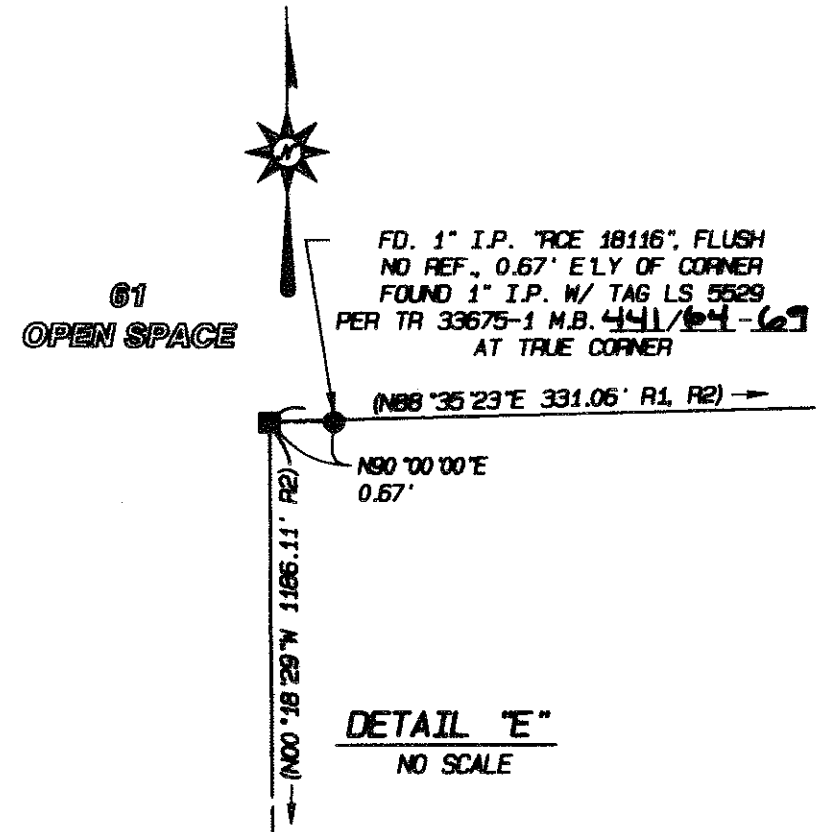 N
FD. 1" I.P. "RCE 18116", FLUSH
NO REF., 0.67' E'LY OF CORNER
FOUND 1" I.P. W/ TAG LS 5529
PER TR 33675-1 M.B. 441/64-69
AT TRUE CORNER
61
OPEN SPACE
(N88°35'23"E 331.06' R1, R2)
N90°00'00"E
0.67'
(N00°18'29"W 1186.11' R2)
DETAIL "E"
NO SCALE